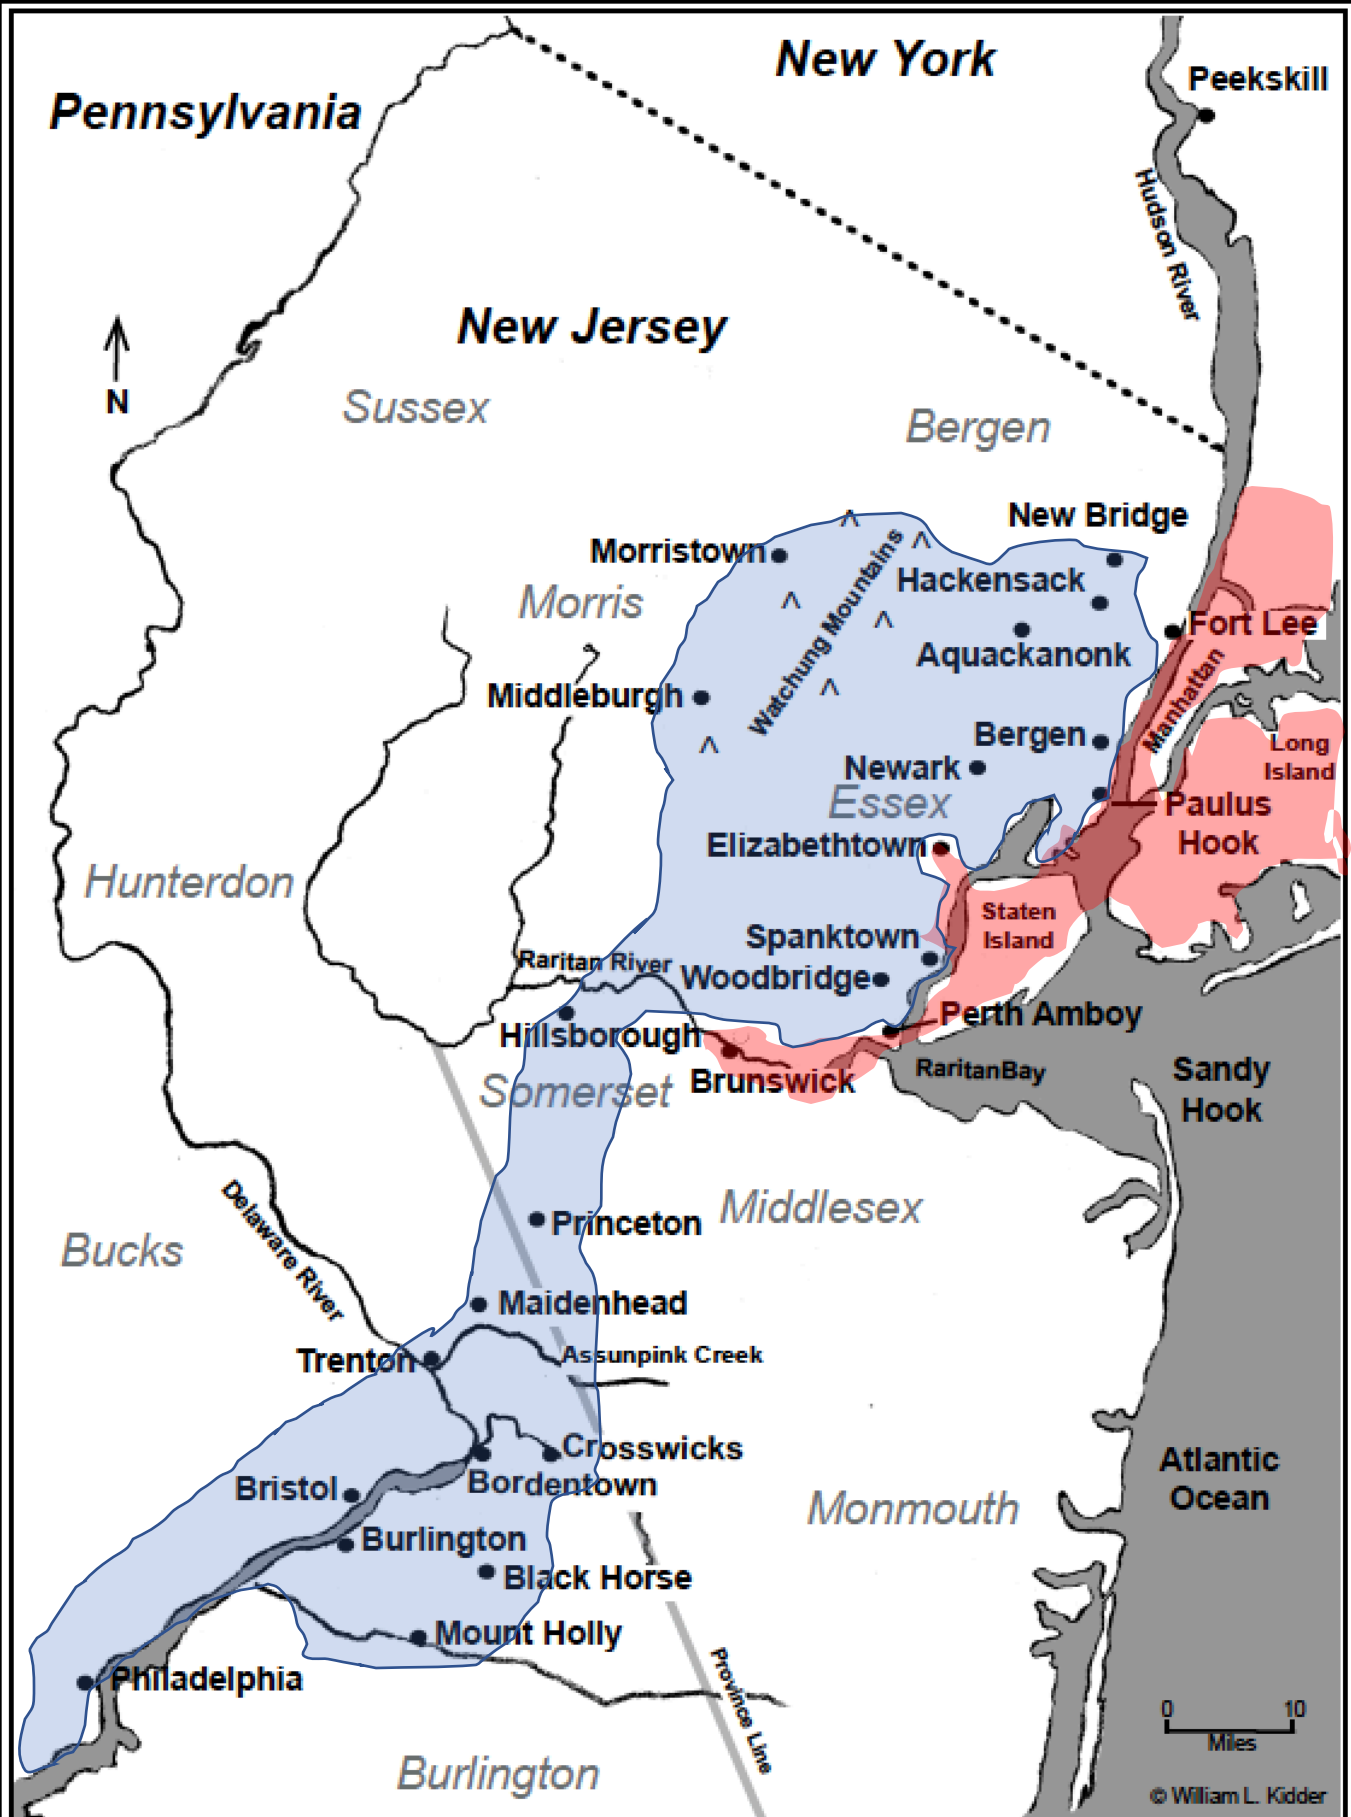 New York
Pennsylvania
Peekskill
Hudson River
New Jersey
N
Sussex
Bergen
New Bridge
Morristown
Watchung Mountains
Hackensack
Morris
Fort Lee
Aquackanonk
Manhattan
Middleburgh
Bergen
Long
Island
Newark
Essex
Paulus
Hook
Elizabethtown
Hunterdon
Staten
Island
Spanktown
Raritan River
Woodbridge
Perth Amboy
Hillsborough
Brunswick
RaritanBay
Sandy
Hook
Somerset
Middlesex
Princeton
Bucks
Delaware River
Maidenhead
Trenton
Assunpink Creek
Crosswicks
Bordentown
Bristol
Atlantic
Ocean
Monmouth
Burlington
Black Horse
Mount Holly
Philadelphia
Province Line
0 10
Miles
Burlington
© William L. Kidder